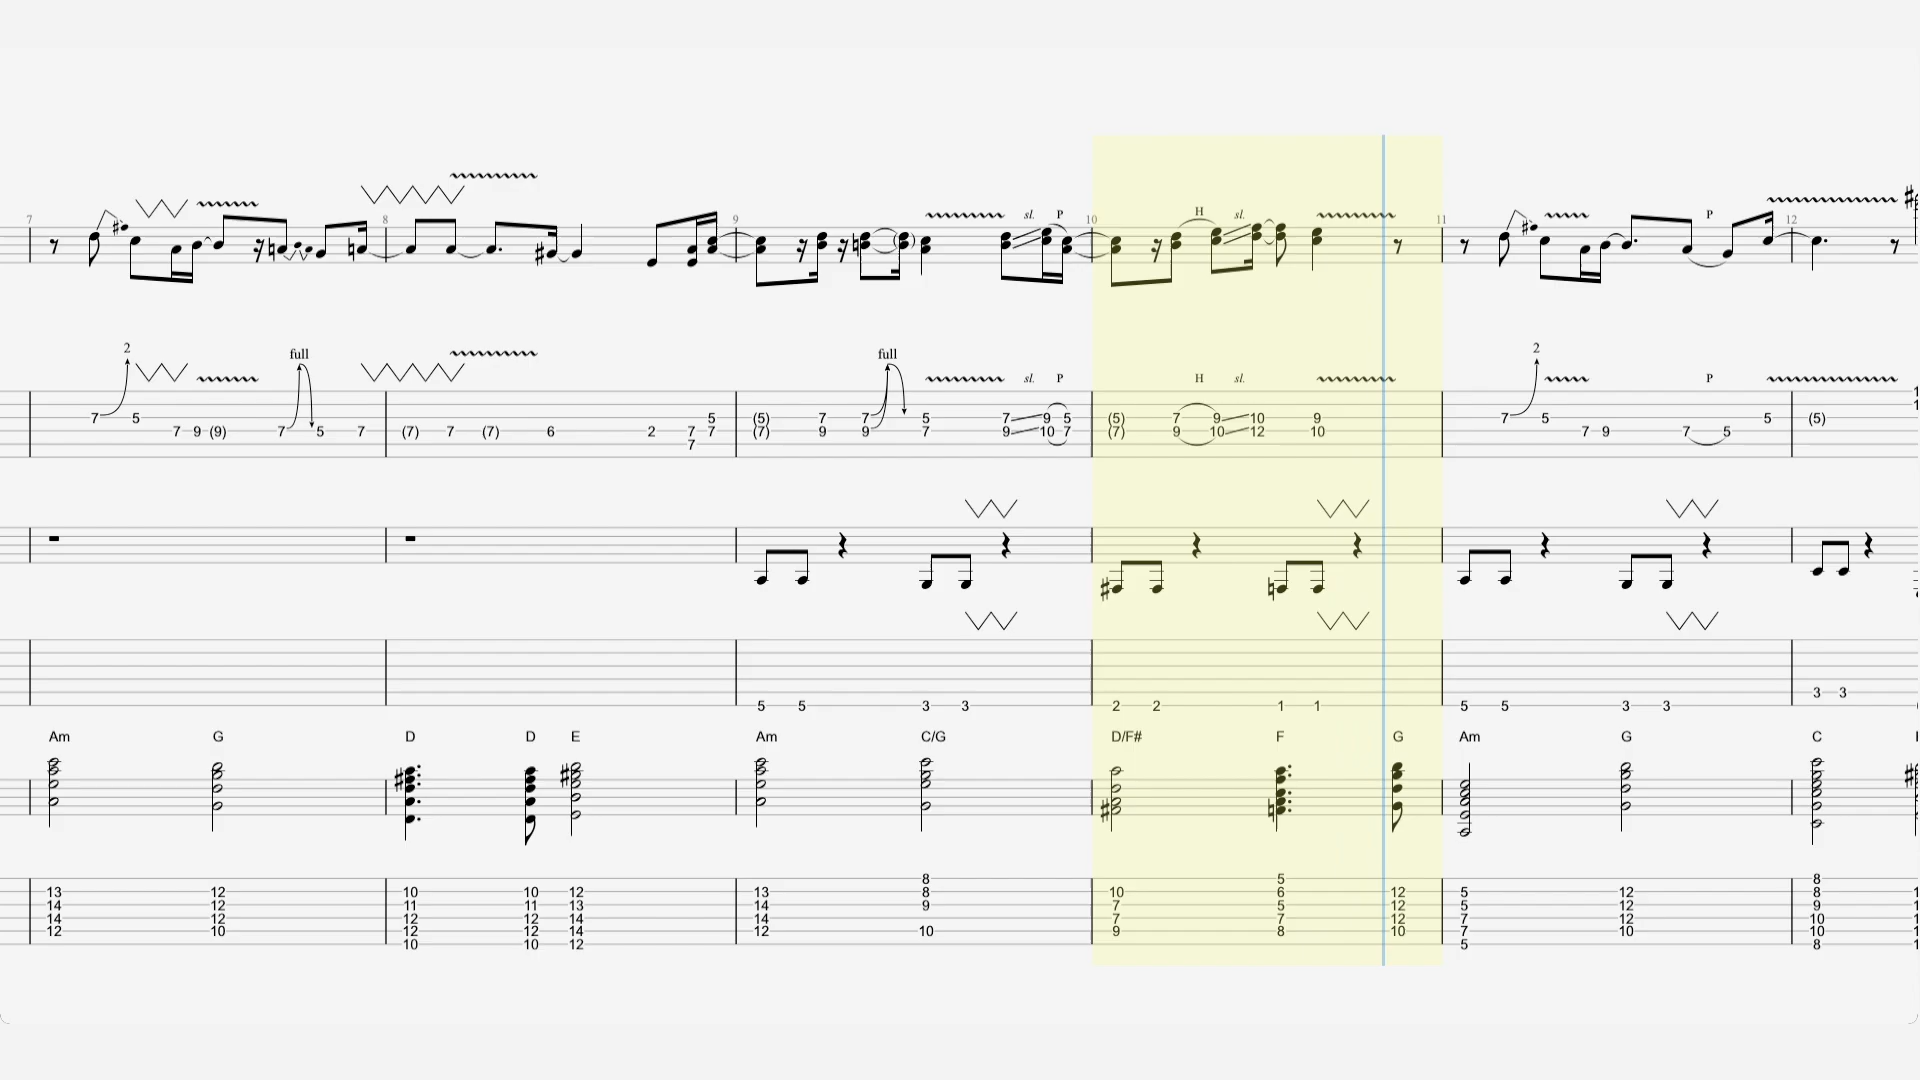 7 8 9 sl. P 10 H sl. 11 P 12
2 full full sl. P H sl. 2 P
7 5 7 9 (9) 7 5 7 (7) 7 (7) 6 2 7 7 5 7 (5) (7) 7 9 7 9 5 7 7 9 9 10 5 7 (5) (7) 7 9 9 10 10 12 9 10 7 5 7 9 7 5 5 (5)
5 5 3 3 2 2 1 1 5 5 3 3 3 3
Am G D D E Am C/G D/F# F G Am G C
8 5 8
13 12 10 10 12 13 8 10 6 12 5 12 8
14 12 11 11 13 14 9 7 5 12 5 12 9
14 12 12 12 14 14 7 7 12 7 12 10
12 10 12 12 14 12 10 9 8 10 7 10 10
10 10 12 5 8